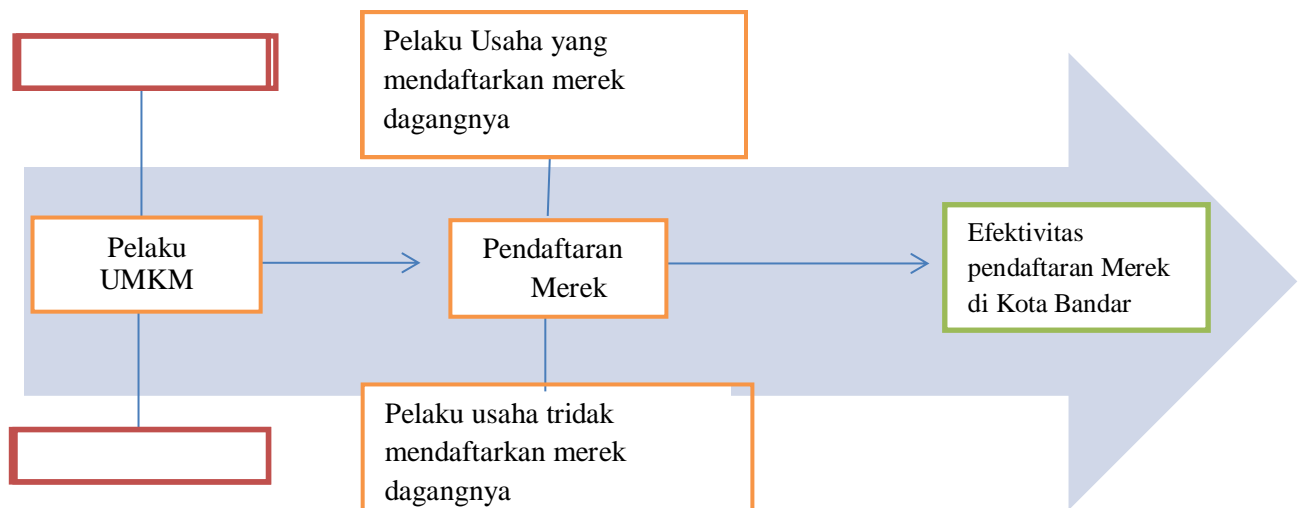 Pelaku Usaha yang
mendaftarkan merek
dagangnya
Pelaku
UMKM
Pendaftaran
Merek
Efektivitas
pendaftaran Merek
di Kota Bandar
Pelaku usaha tridak
mendaftarkan merek
dagangnya